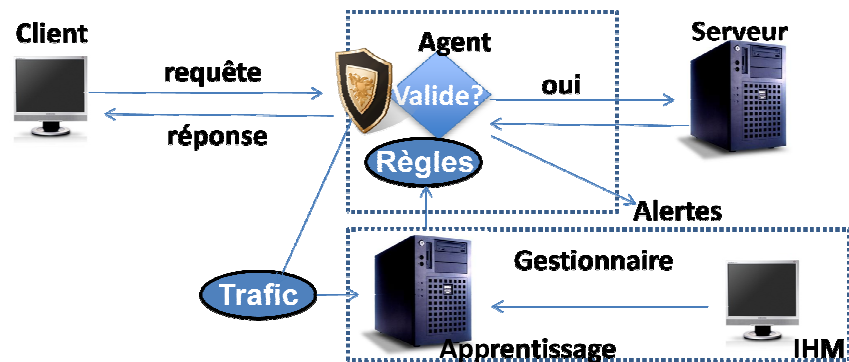 Client
Agent
Serveur
requête
Valide?
oui
réponse
Règles
Alertes
Gestionnaire
Trafic
Apprentissage
IHM